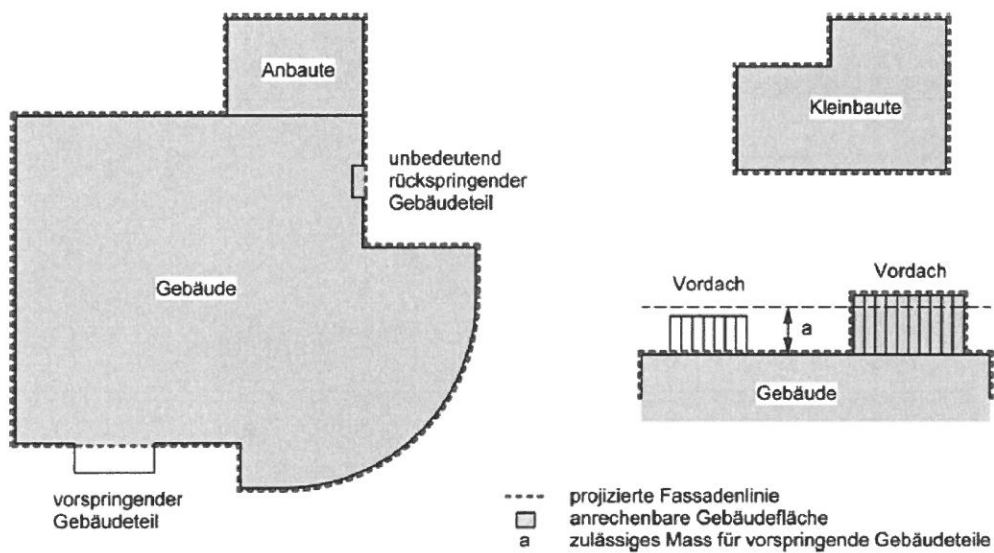 Anbaute
Kleinbaute
unbedeutend
rückspringender
Gebäudeteil
Gebäude
Vordach
Vordach
a
Gebäude
vorspringender
Gebäudeteil
projizierte Fassadenlinie
anrechenbare Gebäudefläche
a zulässiges Mass für vorspringende Gebäudeteile